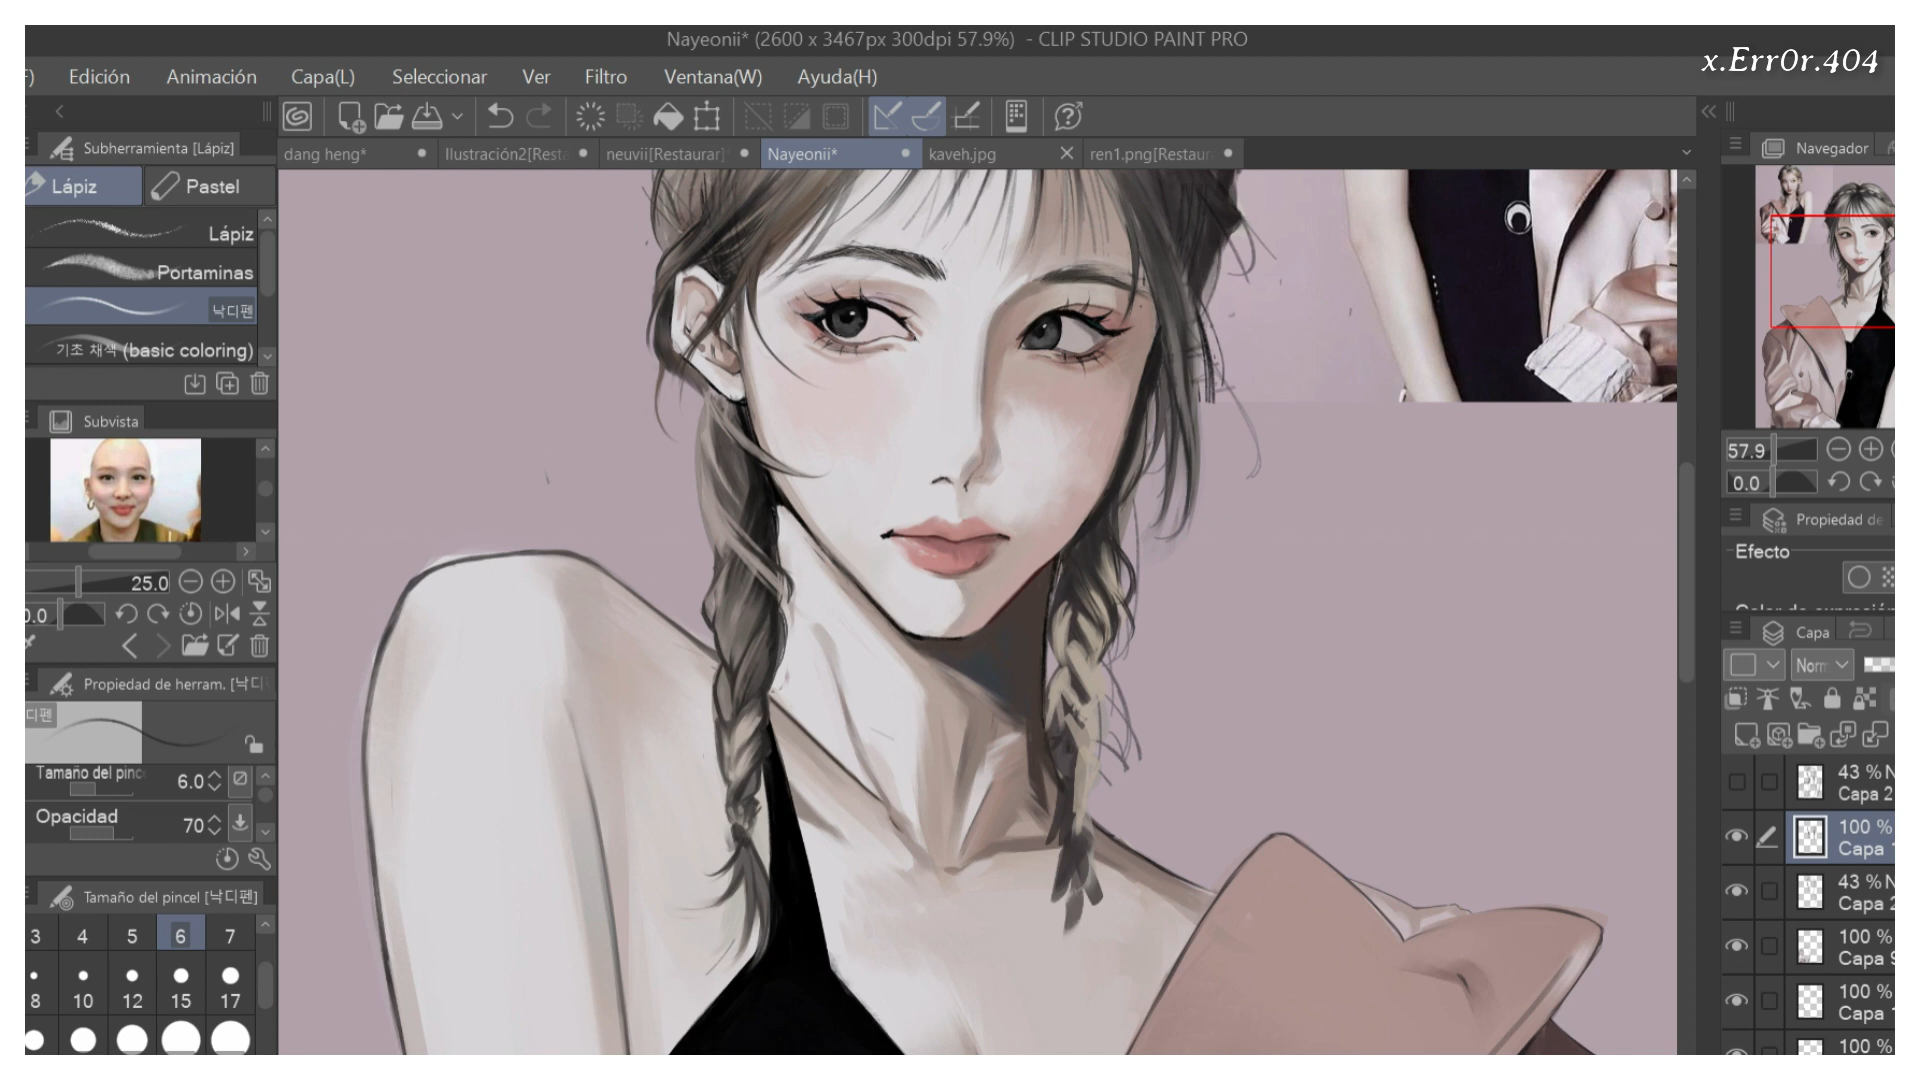 Nayeonii* (2600 x 3467px 300dpi 57.9%) - CLIP STUDIO PAINT PRO
x.Err0r.404
Edición Animación Capa(L) Seleccionar Ver Filtro Ventana(W) Ayuda(H)
Subherramienta [Lápiz]
dang heng* Ilustración2[Resta neuvii[Restaurar] Nayeonii* kaveh.jpg ren1.png[Restaur
Navegador
Lápiz Pastel
Lápiz
Portaminas
낙디펜
기초 채색 (basic coloring)
Subvista
57.9
0.0
Propiedad de
Efecto
25.0
0.0
Capa
Norm
Propiedad de herram. [낙디
디펜
Tamaño del pinc 6.0
Opacidad 70
43 % N
Capa 2
100 %
Capa 1
43 % N
Capa 2
100 %
Capa 9
100 %
Capa 1
100 %
Tamaño del pincel [낙디펜]
3 4 5 6 7
8 10 12 15 17